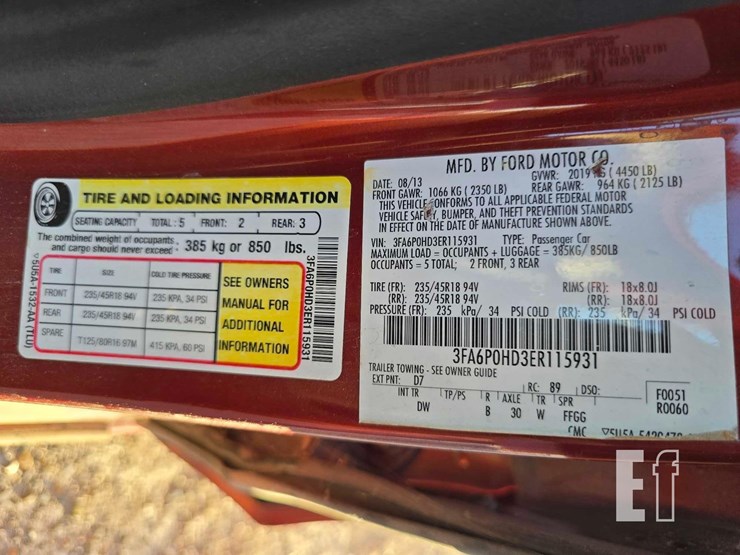 TIRE AND LOADING INFORMATION
SEATING CAPACITY TOTAL: 5 FRONT: 2 REAR: 3
The combined weight of occupants
and cargo should never exceed: 385 kg or 850 lbs.
TIRE SIZE COLD TIRE PRESSURE
FRONT 235/45R18 94V 235 KPA, 34 PSI
REAR 235/45R18 94V 235 KPA, 34 PSI
SPARE T125/80R16 97M 415 KPA, 60 PSI
SEE OWNERS
MANUAL FOR
ADDITIONAL
INFORMATION
5U5A-1532-AA (TLU)
3FA6P0HD3ER115931
MFD. BY FORD MOTOR CO.
DATE: 08/13 GVWR: 2019 ( 4450 LB)
FRONT GAWR: 1066 KG ( 2350 LB) REAR GAWR: 964 KG ( 2125 LB)
THIS VEHICLE CONFORMS TO ALL APPLICABLE FEDERAL MOTOR
VEHICLE SAFETY, BUMPER, AND THEFT PREVENTION STANDARDS
IN EFFECT ON THE DATE OF MANUFACTURE SHOWN ABOVE.
VIN: 3FA6P0HD3ER115931 TYPE: Passenger Car
MAXIMUM LOAD = OCCUPANTS + LUGGAGE = 385KG/ 850LB
OCCUPANTS = 5 TOTAL; 2 FRONT, 3 REAR
TIRE (FR): 235/45R18 94V RIMS (FR): 18x8.0J
(RR): 235/45R18 94V (RR): 18x8.0J
PRESSURE (FR): 235 kPa/ 34 PSI COLD (RR): 235 kPa/ 34 PSI COLD
3FA6P0HD3ER115931
TRAILER TOWING - SEE OWNER GUIDE
EXT PNT: D7 RC: 89 DSO: F0051
INT TR TP/PS R AXLE TR SPR R0060
DW B 30 W FFGG
Ef